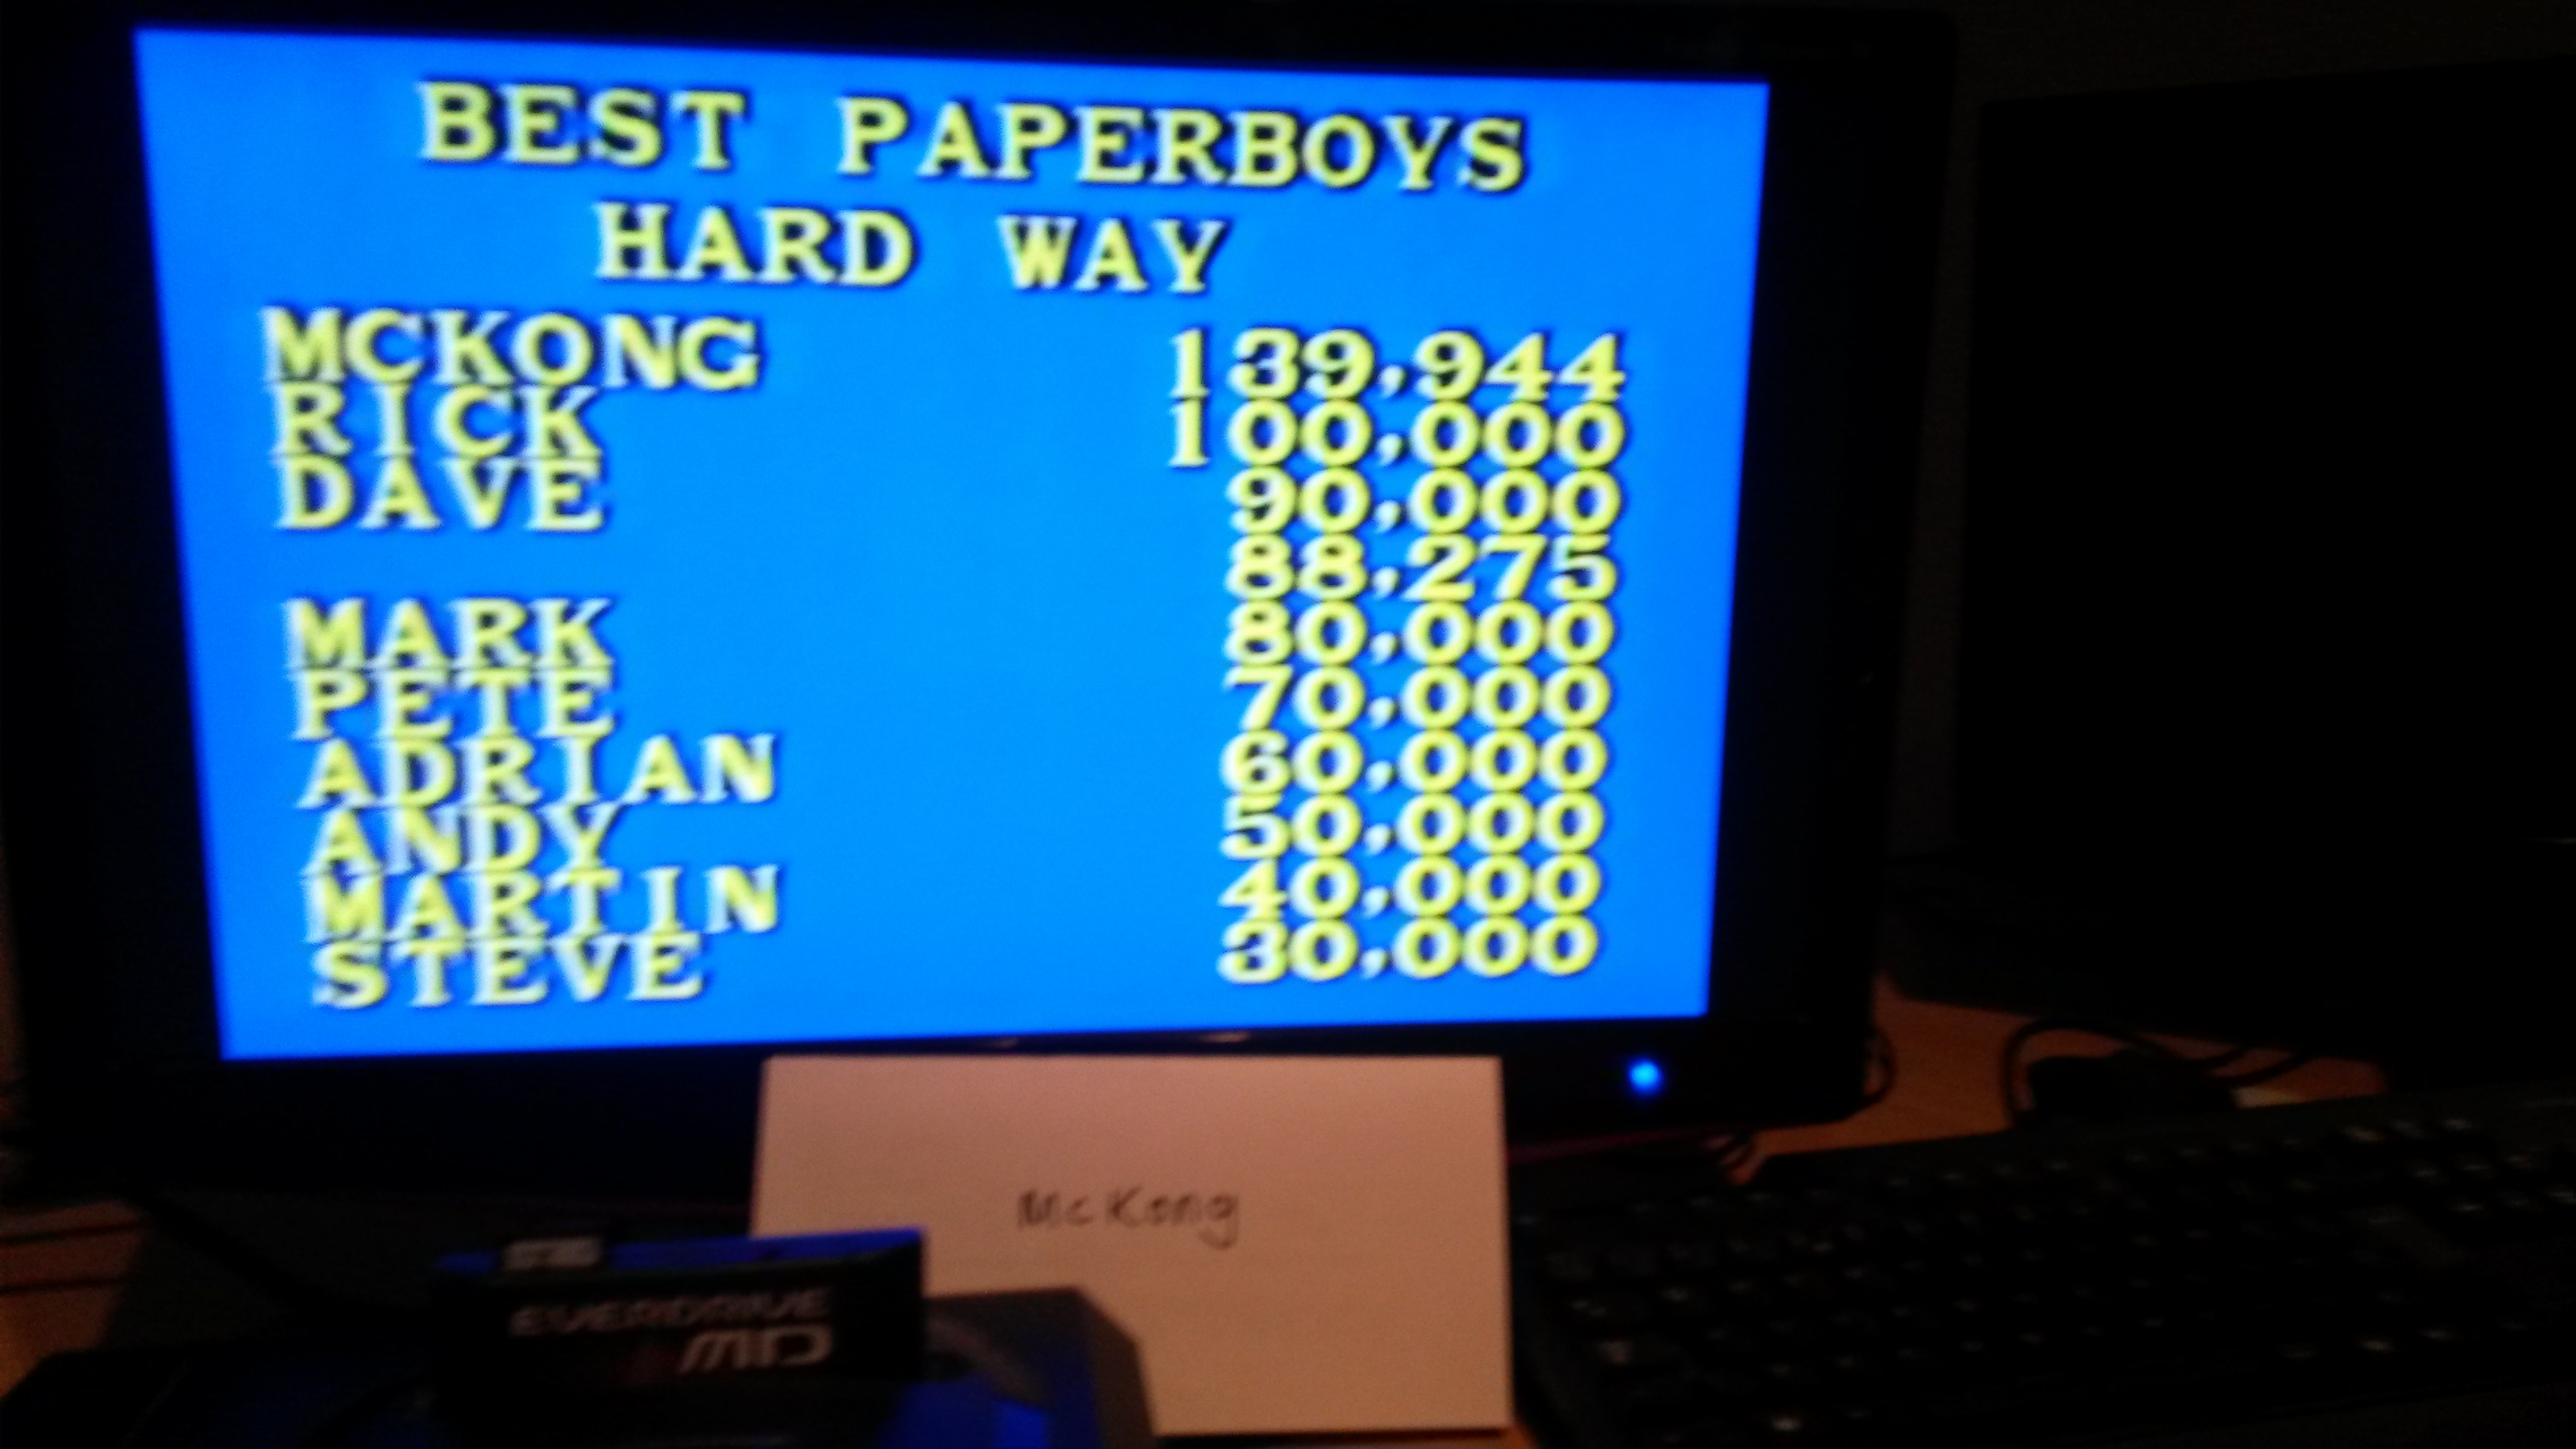 BEST PAPERBOYS
HARD WAY
MCKONG 139,944
RICK 100,000
DAVE 90,000
88,275
MARK 80,000
PETE 70,000
ADRIAN 60,000
ANDY 50,000
MARTIN 40,000
STEVE 30,000
McKong
EVERDRIVE
MD